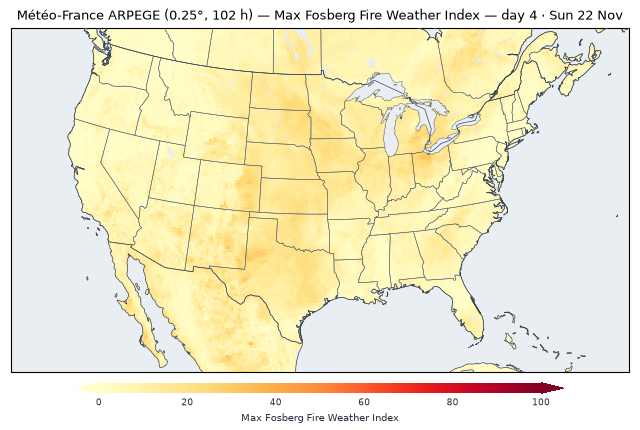 Météo-France ARPEGE (0.25°, 102 h) — Max Fosberg Fire Weather Index — day 4 · Sun 22 Nov
0 20 40 60 80 100
Max Fosberg Fire Weather Index